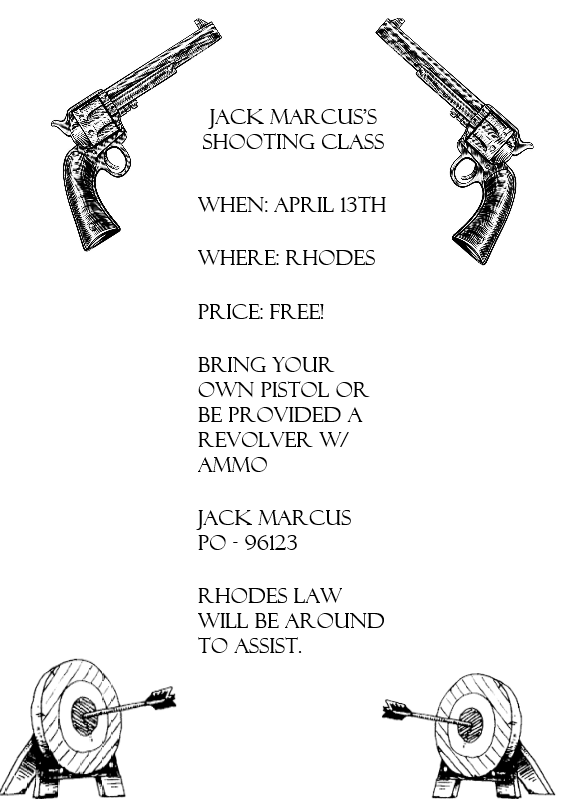 JACK MARCUS'S
SHOOTING CLASS
WHEN: APRIL 13TH
WHERE: RHODES
PRICE: FREE!
BRING YOUR
OWN PISTOL OR
BE PROVIDED A
REVOLVER W/
AMMO
JACK MARCUS
PO - 96123
RHODES LAW
WILL BE AROUND
TO ASSIST.